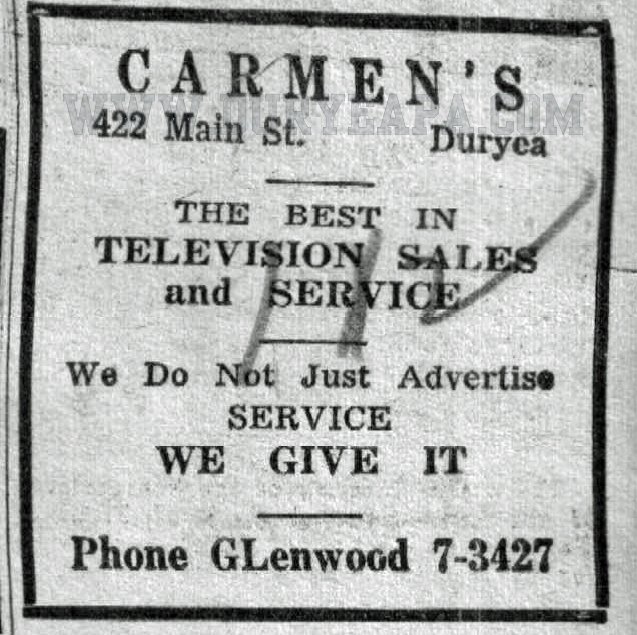 CARMEN'S
WWW.DURYEAPA.COM
422 Main St. Duryea
THE BEST IN
TELEVISION SALES
and SERVICE
We Do Not Just Advertise
SERVICE
WE GIVE IT
Phone GLenwood 7-3427